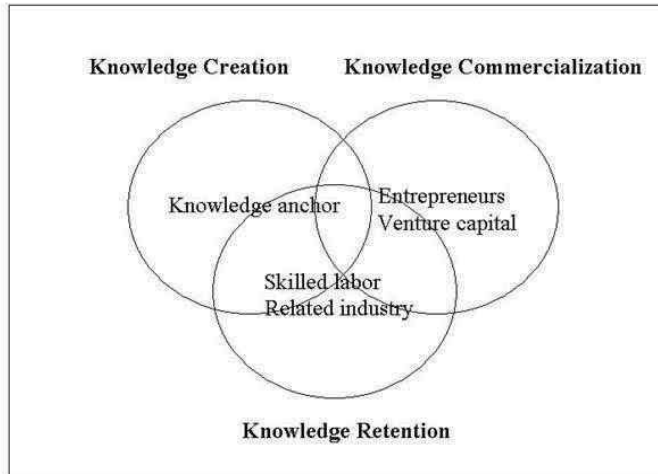 Knowledge Creation
Knowledge Commercialization
Knowledge anchor
Entrepreneurs
Venture capital
Skilled labor
Related industry
Knowledge Retention